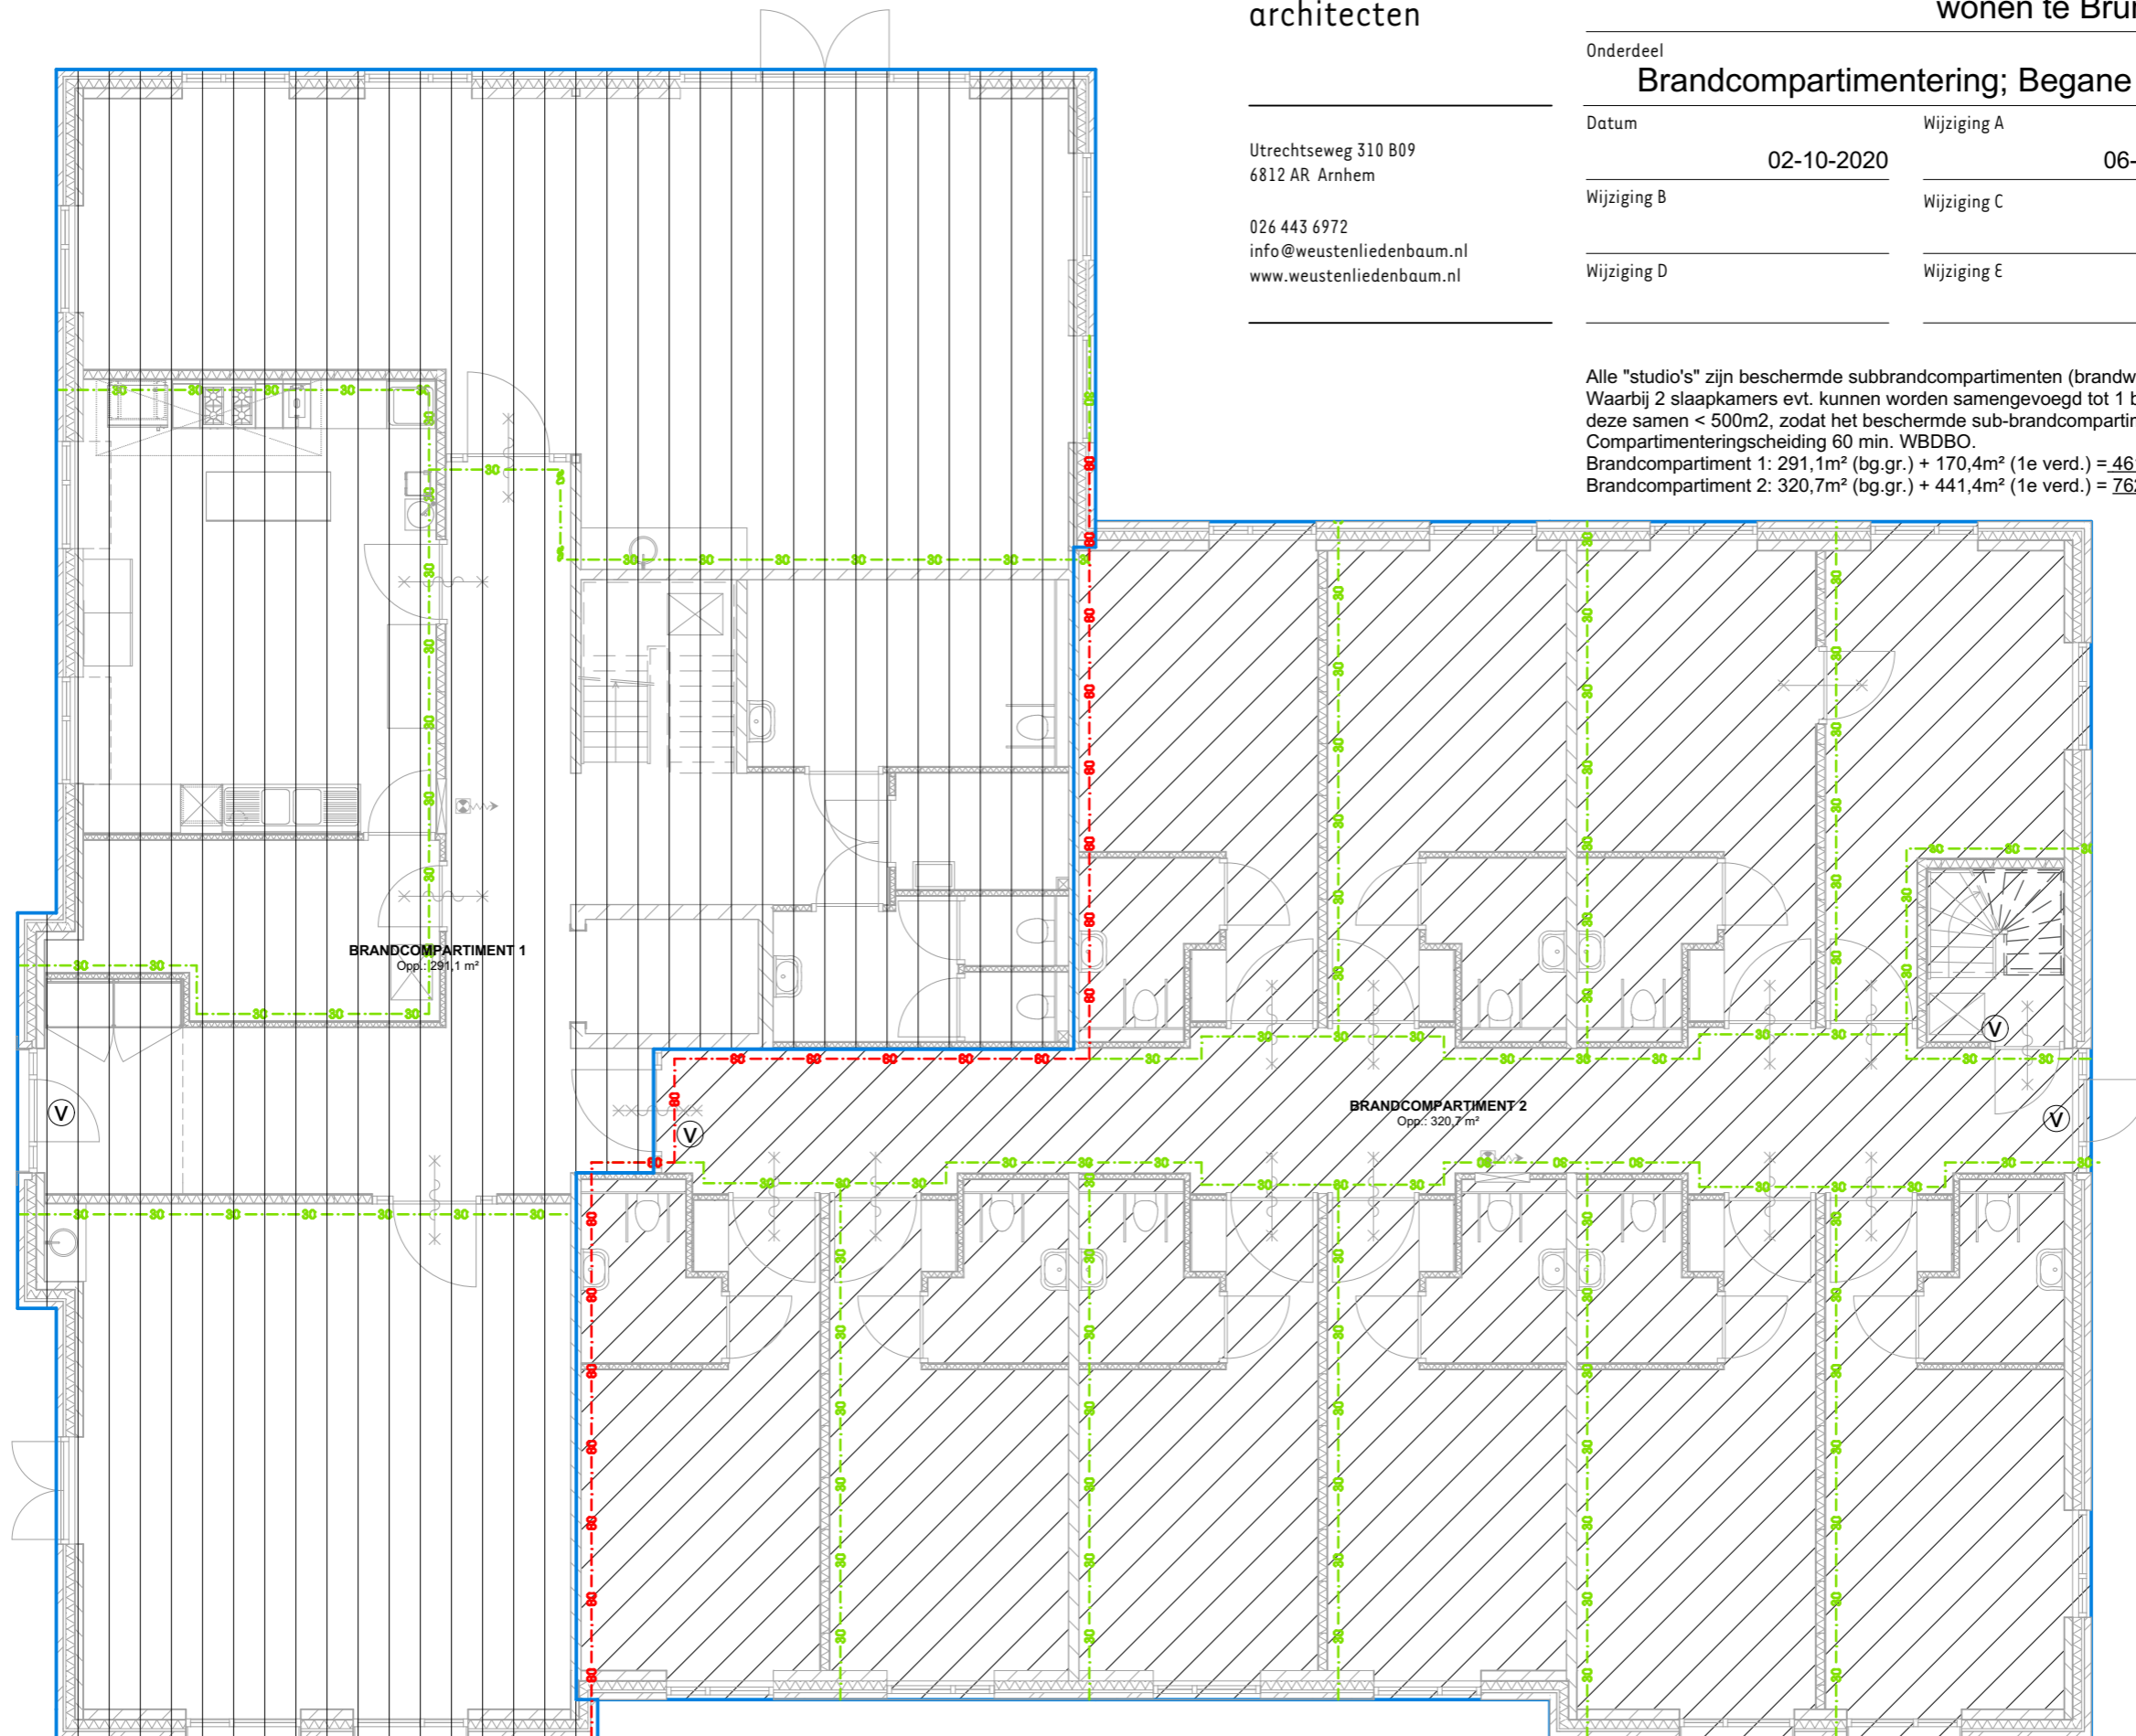 architecten
wonen te Brun
Onderdeel
Brandcompartimentering; Begane
Utrechtseweg 310 B09
6812 AR Arnhem
026 443 6972
info@weustenliedenbaum.nl
www.weustenliedenbaum.nl
Datum
02-10-2020
Wijziging A
06-
Wijziging B
Wijziging C
Wijziging D
Wijziging E
Alle "studio's" zijn beschermde subbrandcompartimenten (brandw
Waarbij 2 slaapkamers evt. kunnen worden samengevoegd tot 1 b
deze samen < 500m2, zodat het beschermde sub-brandcompartin
Compartimenteringscheiding 60 min. WBDBO.
Brandcompartiment 1: 291,1m² (bg.gr.) + 170,4m² (1e verd.) = 461
Brandcompartiment 2: 320,7m² (bg.gr.) + 441,4m² (1e verd.) = 762
BRANDCOMPARTIMENT 1
Opp.: 291,1 m²
BRANDCOMPARTIMENT 2
Opp.: 320,7 m²
V
V
V
V